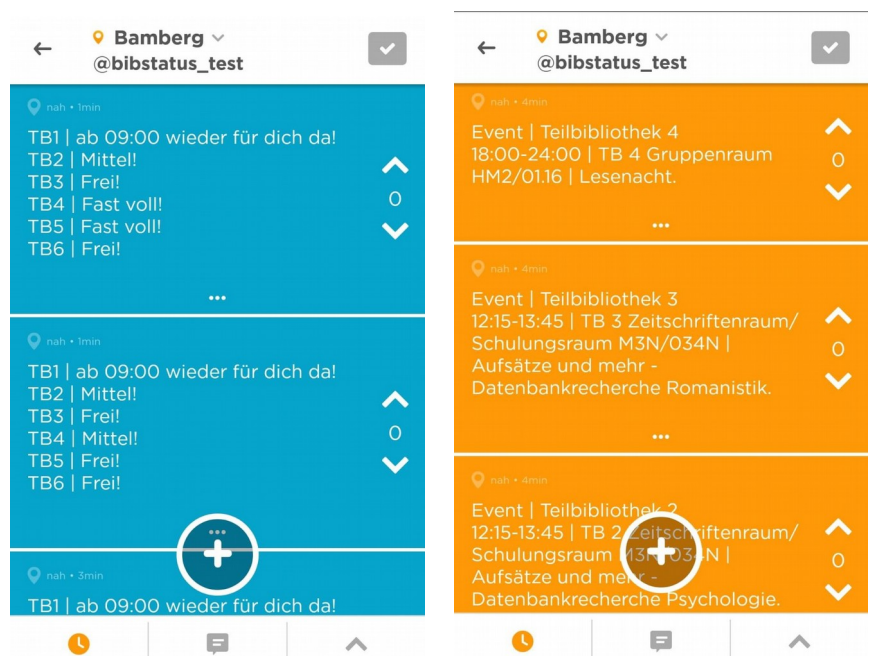 Bamberg
@bibstatus_test
nah • 1min
TB1 | ab 09:00 wieder für dich da!
TB2 | Mittel!
TB3 | Frei!
TB4 | Fast voll!
TB5 | Fast voll!
TB6 | Frei!
0
...
nah • 1min
TB1 | ab 09:00 wieder für dich da!
TB2 | Mittel!
TB3 | Frei!
TB4 | Mittel!
TB5 | Frei!
TB6 | Frei!
0
...
nah • 3min
TB1 | ab 09:00 wieder für dich da!
Bamberg
@bibstatus_test
nah • 4min
Event | Teilbibliothek 4
18:00-24:00 | TB 4 Gruppenraum
HM2/01.16 | Lesenacht.
0
...
nah • 4min
Event | Teilbibliothek 3
12:15-13:45 | TB 3 Zeitschriftenraum/
Schulungsraum M3N/034N |
Aufsätze und mehr -
Datenbankrecherche Romanistik.
0
...
nah • 4min
Event | Teilbibliothek 2
12:15-13:45 | TB 2 Zeitschriftenraum/
Schulungsraum M3N/034N |
Aufsätze und mehr -
Datenbankrecherche Psychologie.
0